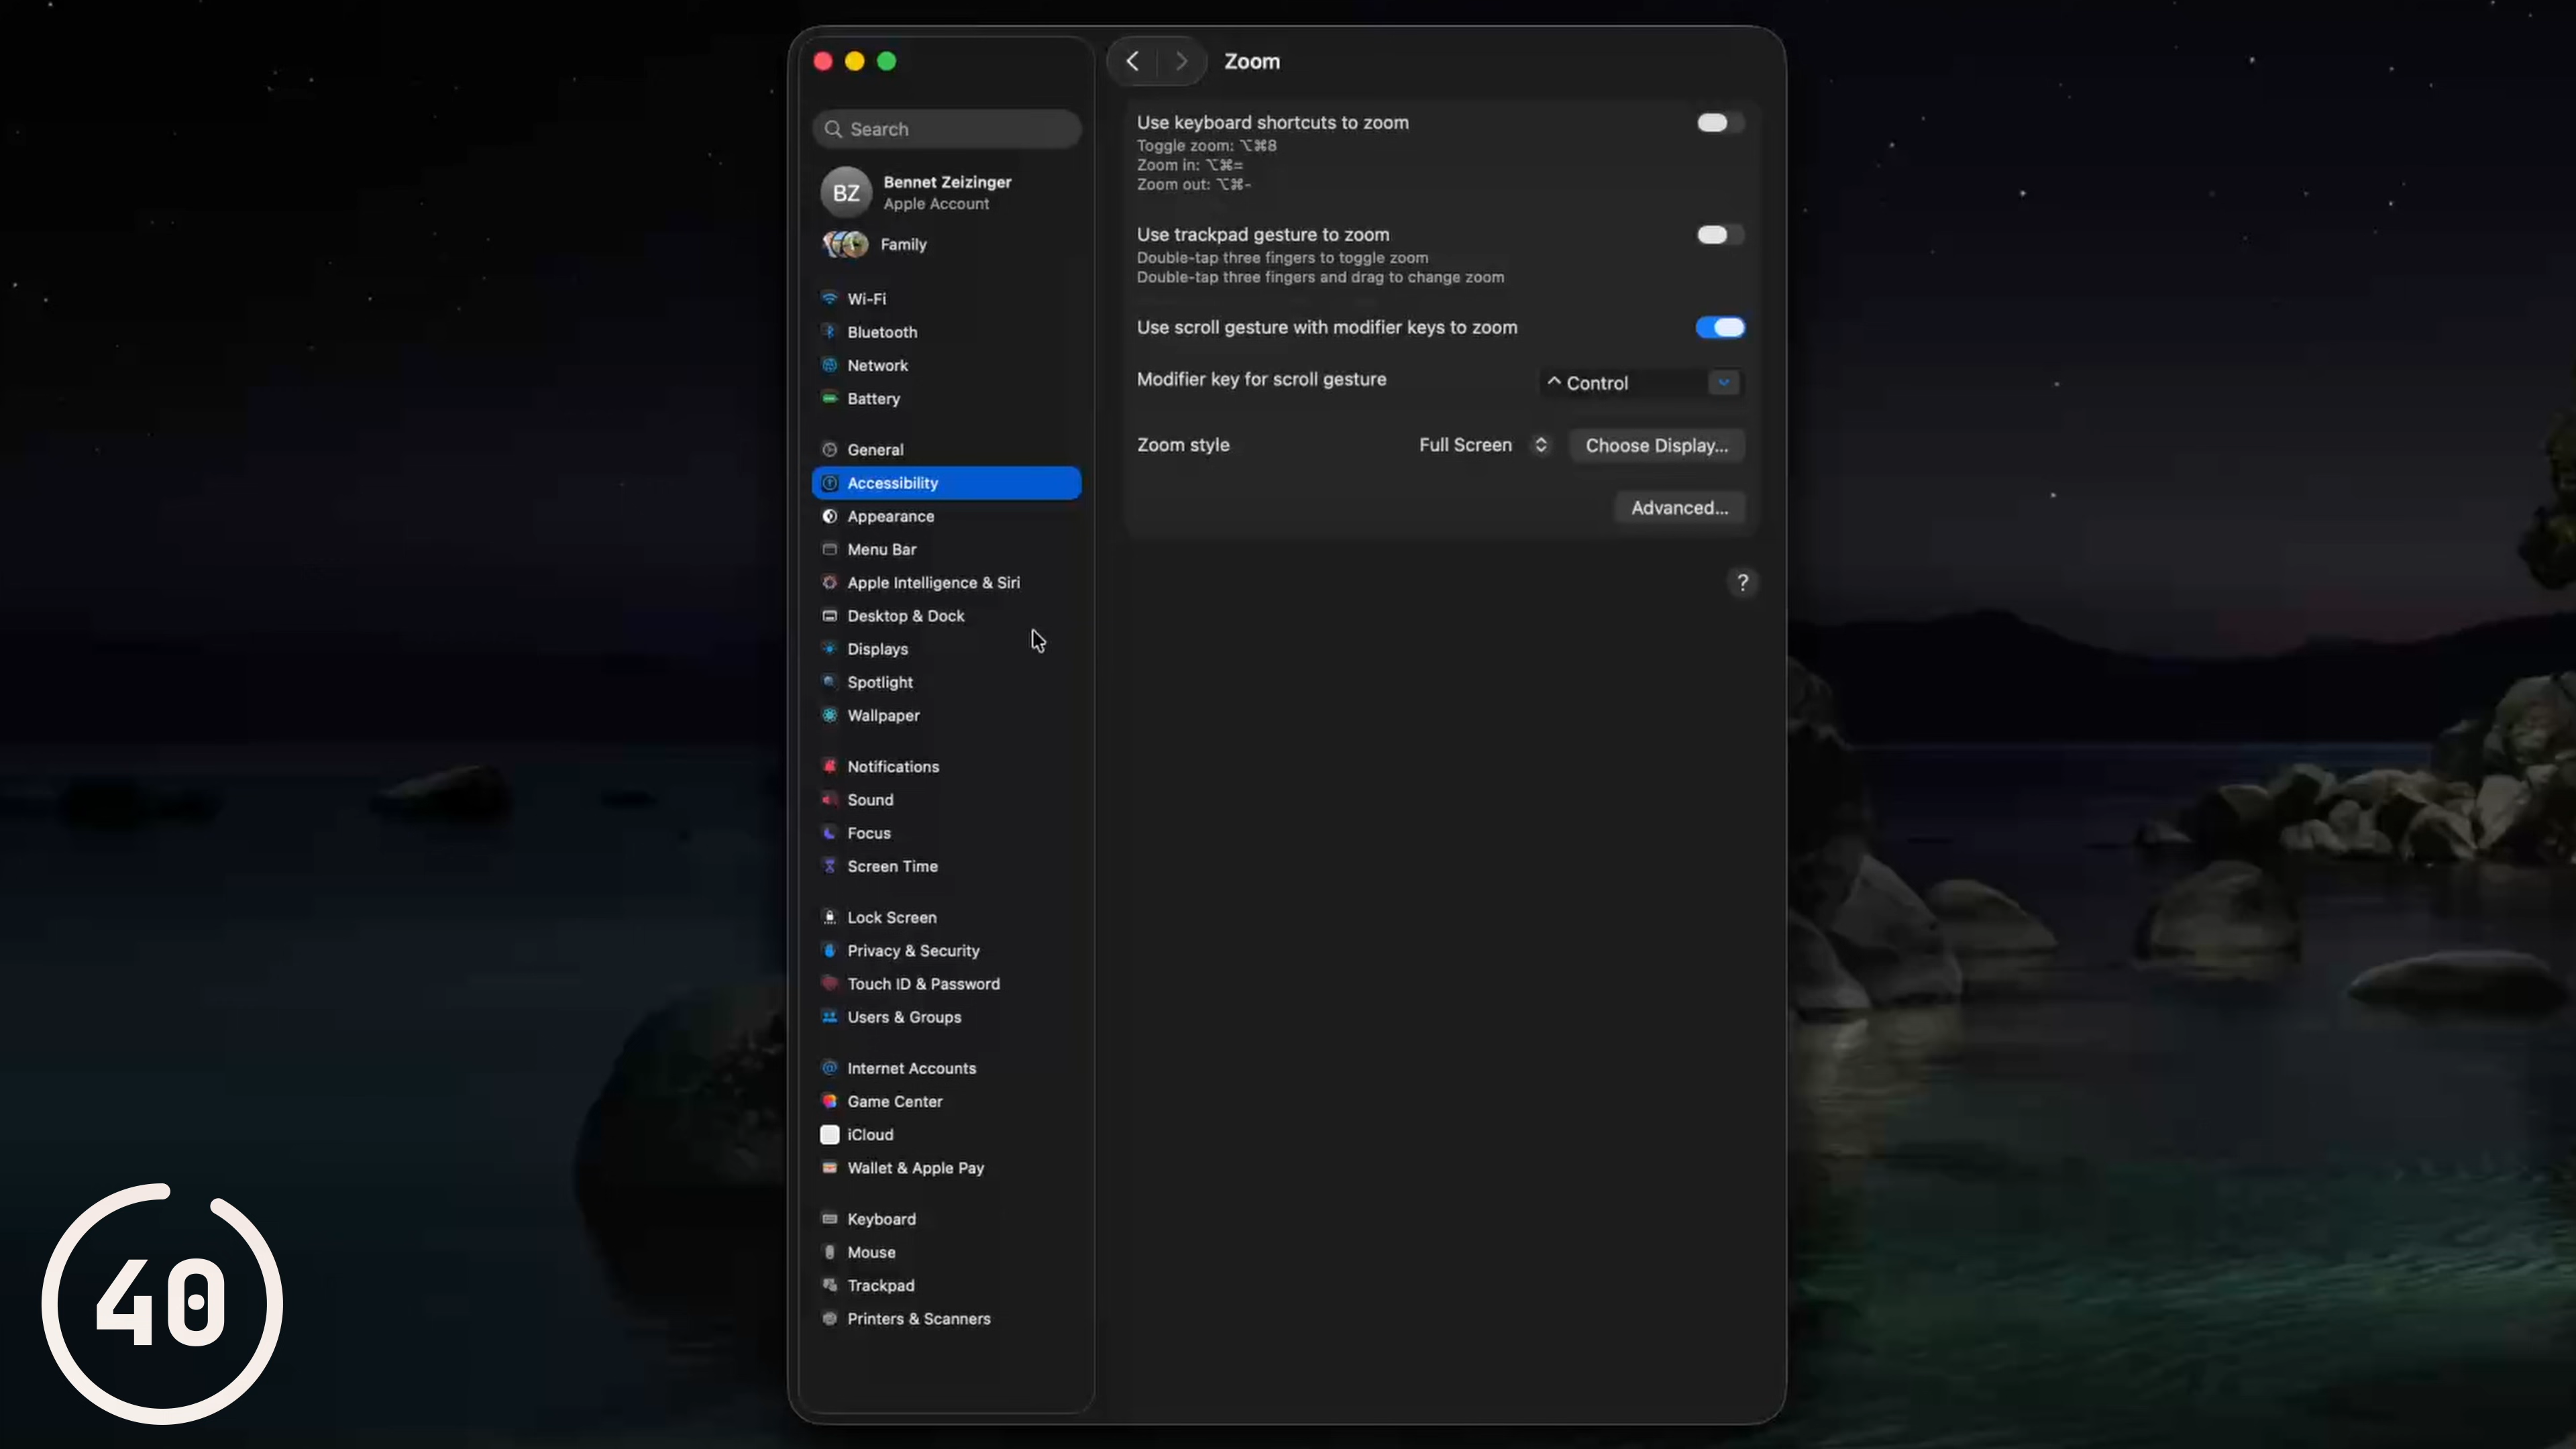 Zoom
Search
BZ
Bennet Zeizinger
Apple Account
Family
Wi-Fi
Bluetooth
Network
Battery
General
Accessibility
Appearance
Menu Bar
Apple Intelligence & Siri
Desktop & Dock
Displays
Spotlight
Wallpaper
Notifications
Sound
Focus
Screen Time
Lock Screen
Privacy & Security
Touch ID & Password
Users & Groups
Internet Accounts
Game Center
iCloud
Wallet & Apple Pay
Keyboard
Mouse
Trackpad
Printers & Scanners
Use keyboard shortcuts to zoom
Toggle zoom: ⌥⌘8
Zoom in: ⌥⌘=
Zoom out: ⌥⌘-
Use trackpad gesture to zoom
Double-tap three fingers to toggle zoom
Double-tap three fingers and drag to change zoom
Use scroll gesture with modifier keys to zoom
Modifier key for scroll gesture
^ Control
Zoom style
Full Screen
Choose Display...
Advanced...
?
40